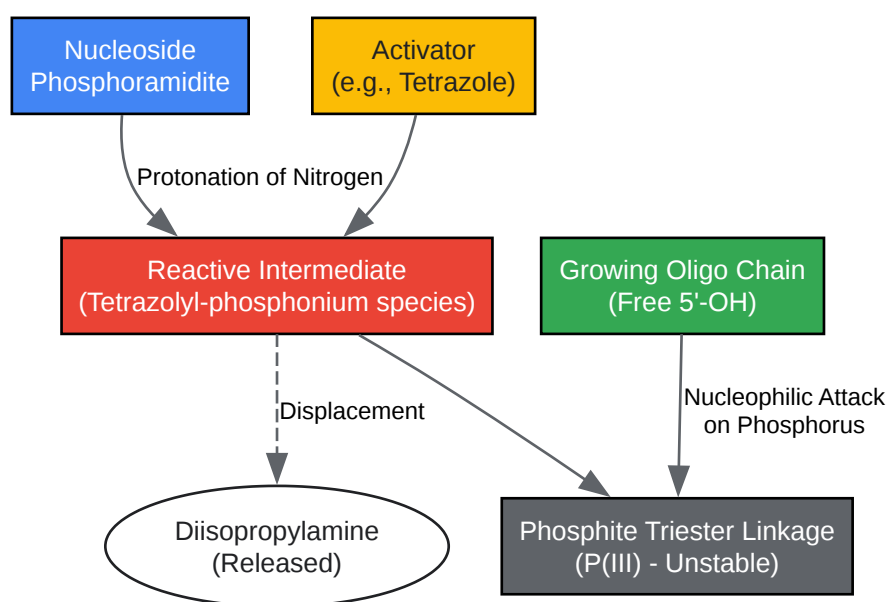 Nucleoside
Phosphoramidite
Activator
(e.g., Tetrazole)
Protonation of Nitrogen
Reactive Intermediate
(Tetrazolyl-phosphonium species)
Growing Oligo Chain
(Free 5'-OH)
Displacement
Nucleophilic Attack
on Phosphorus
Diisopropylamine
(Released)
Phosphite Triester Linkage
(P(III) - Unstable)